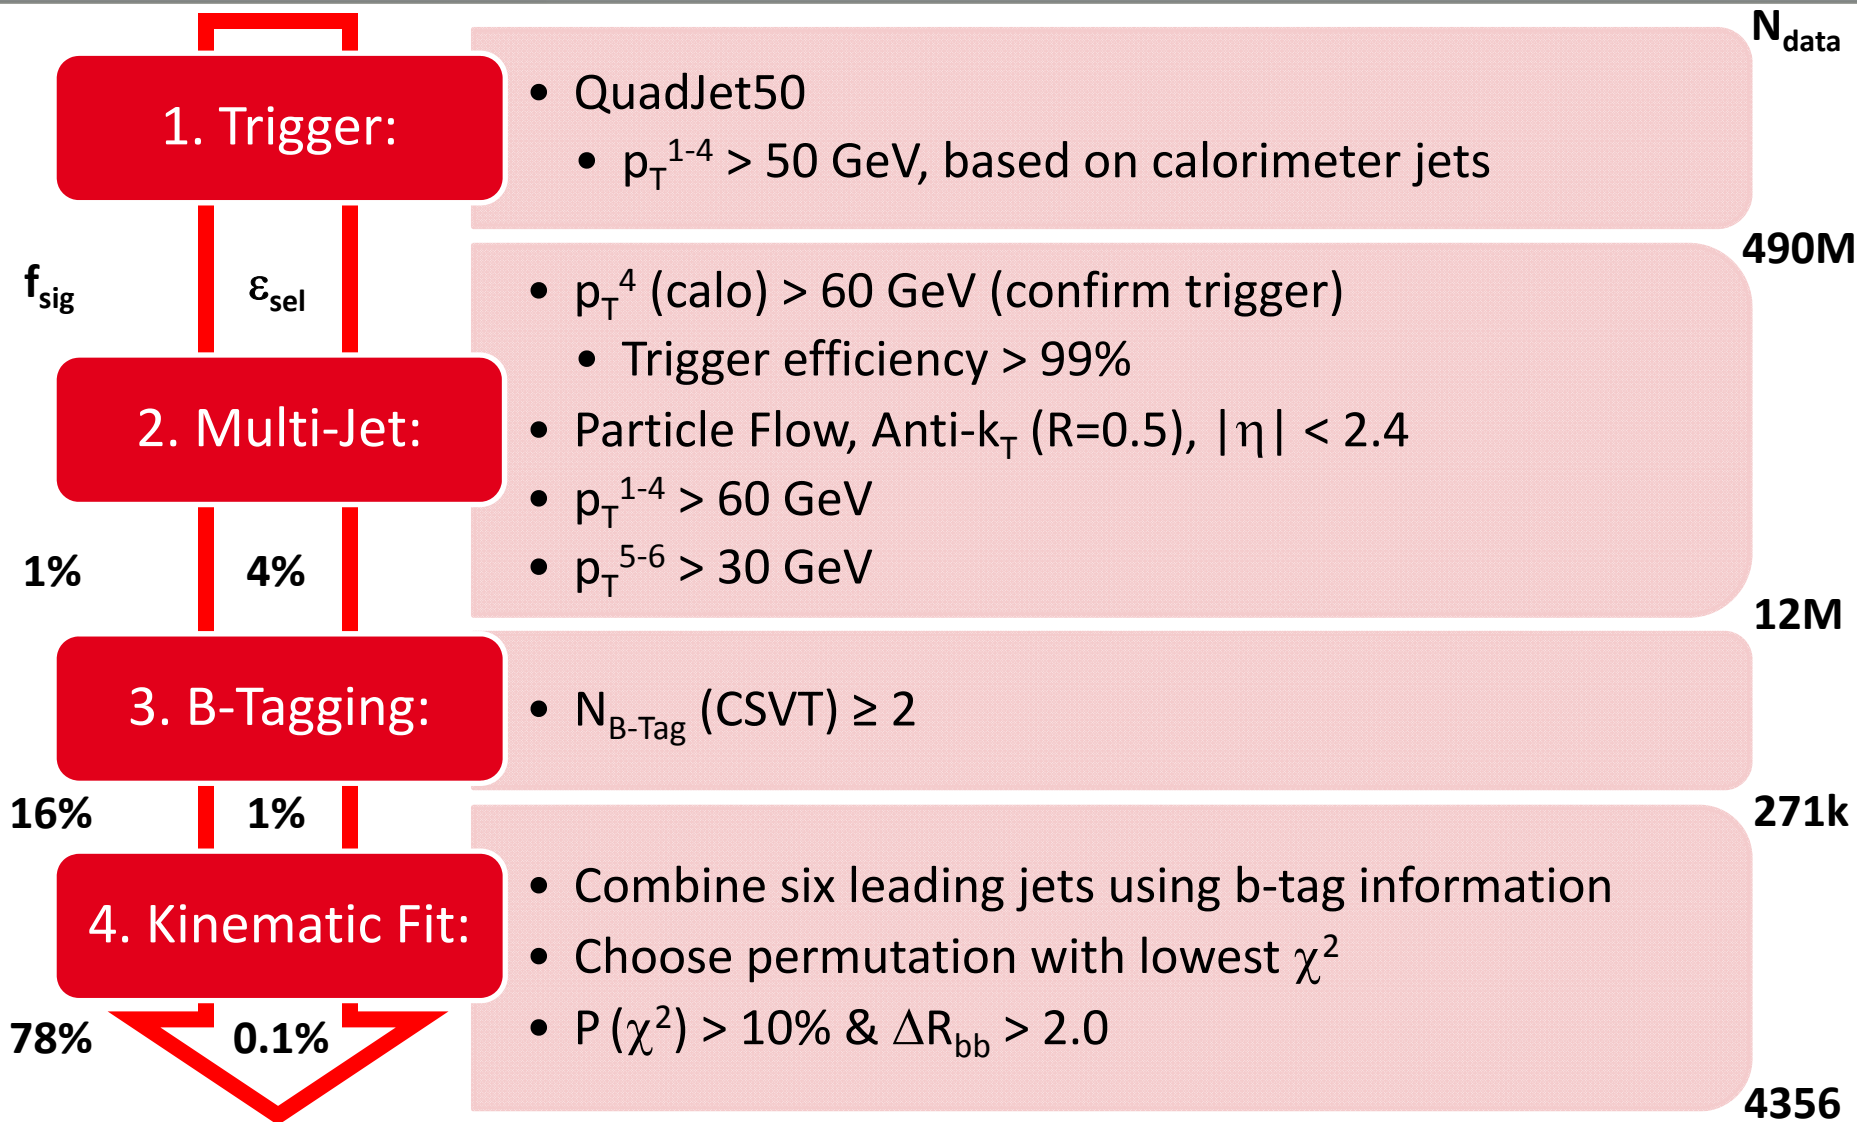 N_data
1. Trigger:
• QuadJet50
• p_T^1-4 > 50 GeV, based on calorimeter jets
490M
f_sig
ε_sel
2. Multi-Jet:
• p_T^4 (calo) > 60 GeV (confirm trigger)
• Trigger efficiency > 99%
• Particle Flow, Anti-k_T (R=0.5), |η| < 2.4
• p_T^1-4 > 60 GeV
• p_T^5-6 > 30 GeV
1%
4%
12M
3. B-Tagging:
• N_B-Tag (CSVT) ≥ 2
16%
1%
271k
4. Kinematic Fit:
• Combine six leading jets using b-tag information
• Choose permutation with lowest χ²
• P (χ²) > 10% & ΔR_bb > 2.0
78%
0.1%
4356